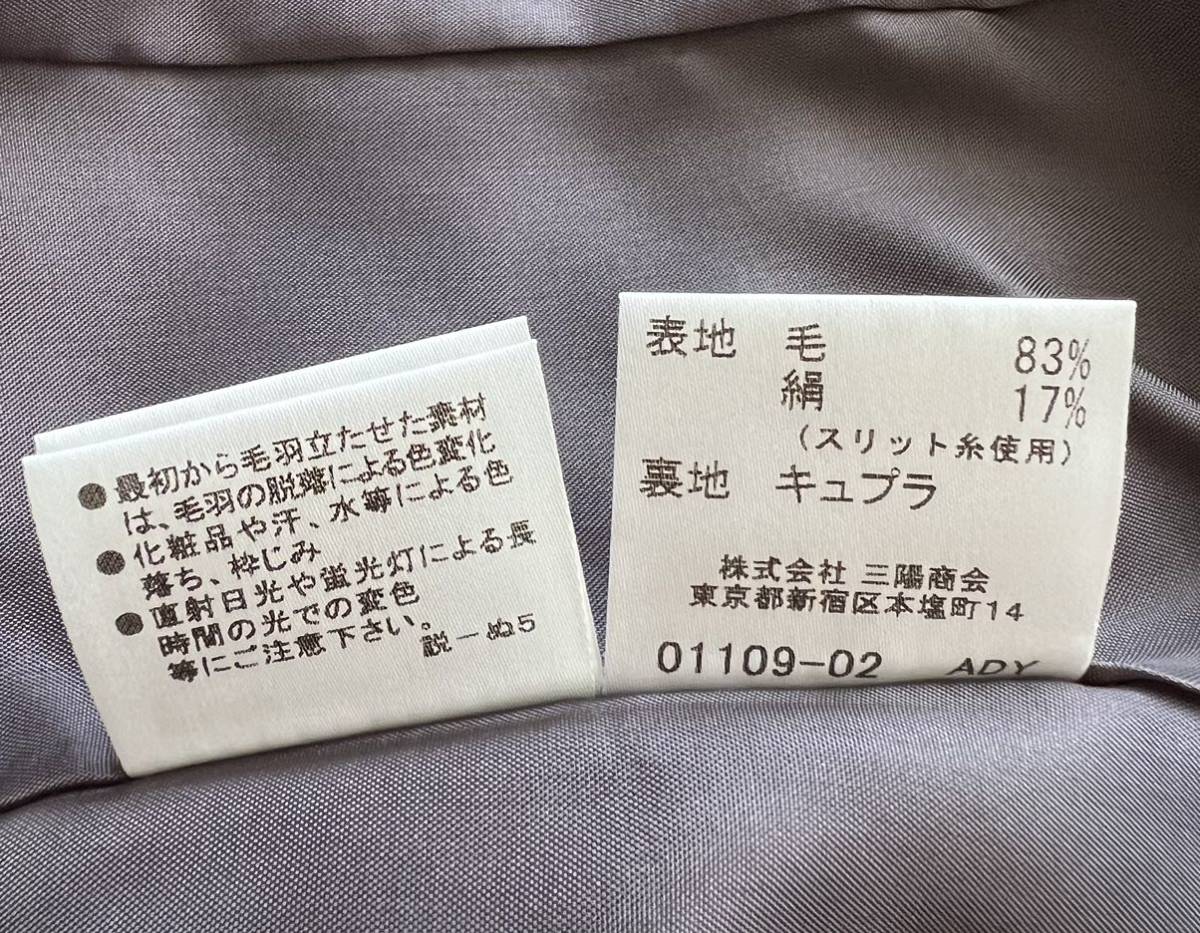 ●最初から毛羽立たせた素材
は、毛羽の脱落による色変化
●化粧品や汗、水等による色
落ち、枠じみ
●直射日光や蛍光灯による長
時間の光での変色
等にご注意下さい。
説－ぬ5
表地 毛 83%
絹 17%
(スリット糸使用)
裏地 キュプラ
株式会社 三陽商会
東京都新宿区本塩町14
01109-02 ADY